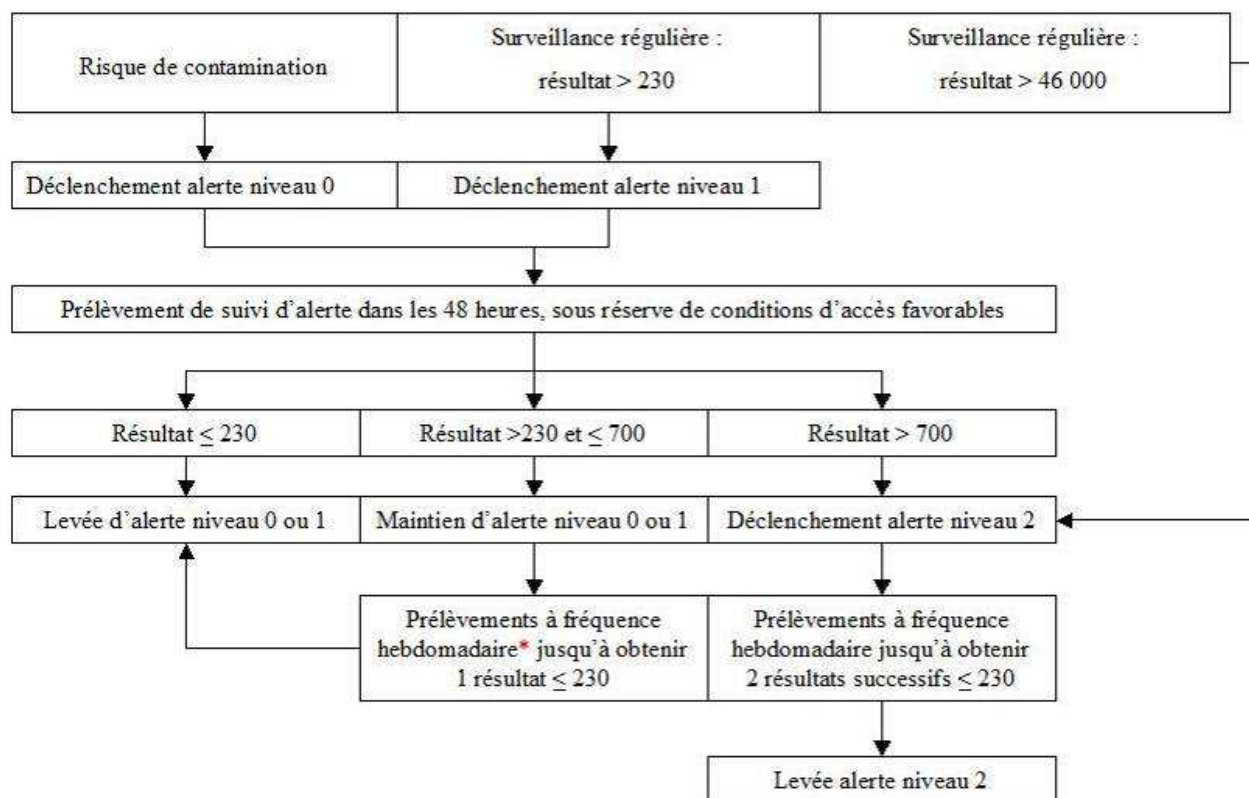 Risque de contamination
Surveillance régulière :
résultat > 230
Surveillance régulière :
résultat > 46 000
Déclenchement alerte niveau 0
Déclenchement alerte niveau 1
Prélèvement de suivi d’alerte dans les 48 heures, sous réserve de conditions d’accès favorables
Résultat ≤ 230
Résultat >230 et ≤ 700
Résultat > 700
Levée d’alerte niveau 0 ou 1
Maintien d’alerte niveau 0 ou 1
Déclenchement alerte niveau 2
Prélèvements à fréquence
hebdomadaire* jusqu’à obtenir
1 résultat ≤ 230
Prélèvements à fréquence
hebdomadaire jusqu’à obtenir
2 résultats successifs ≤ 230
Levée alerte niveau 2